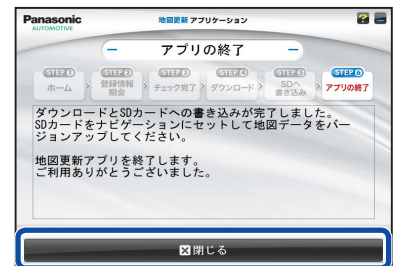 Panasonic
AUTOMOTIVE
地図更新 アプリケーション
?
アプリの終了
STEP① STEP② STEP③ STEP④ STEP⑤ STEP⑥
ホーム > 登録情報照会 > チェック完了 > ダウンロード > SDへ書き込み > アプリの終了
ダウンロードとSDカードへの書き込みが完了しました。
SDカードをナビゲーションにセットして地図データをバー
ジョンアップしてください。
地図更新アプリを終了します。
ご利用ありがとうございました。
閉じる